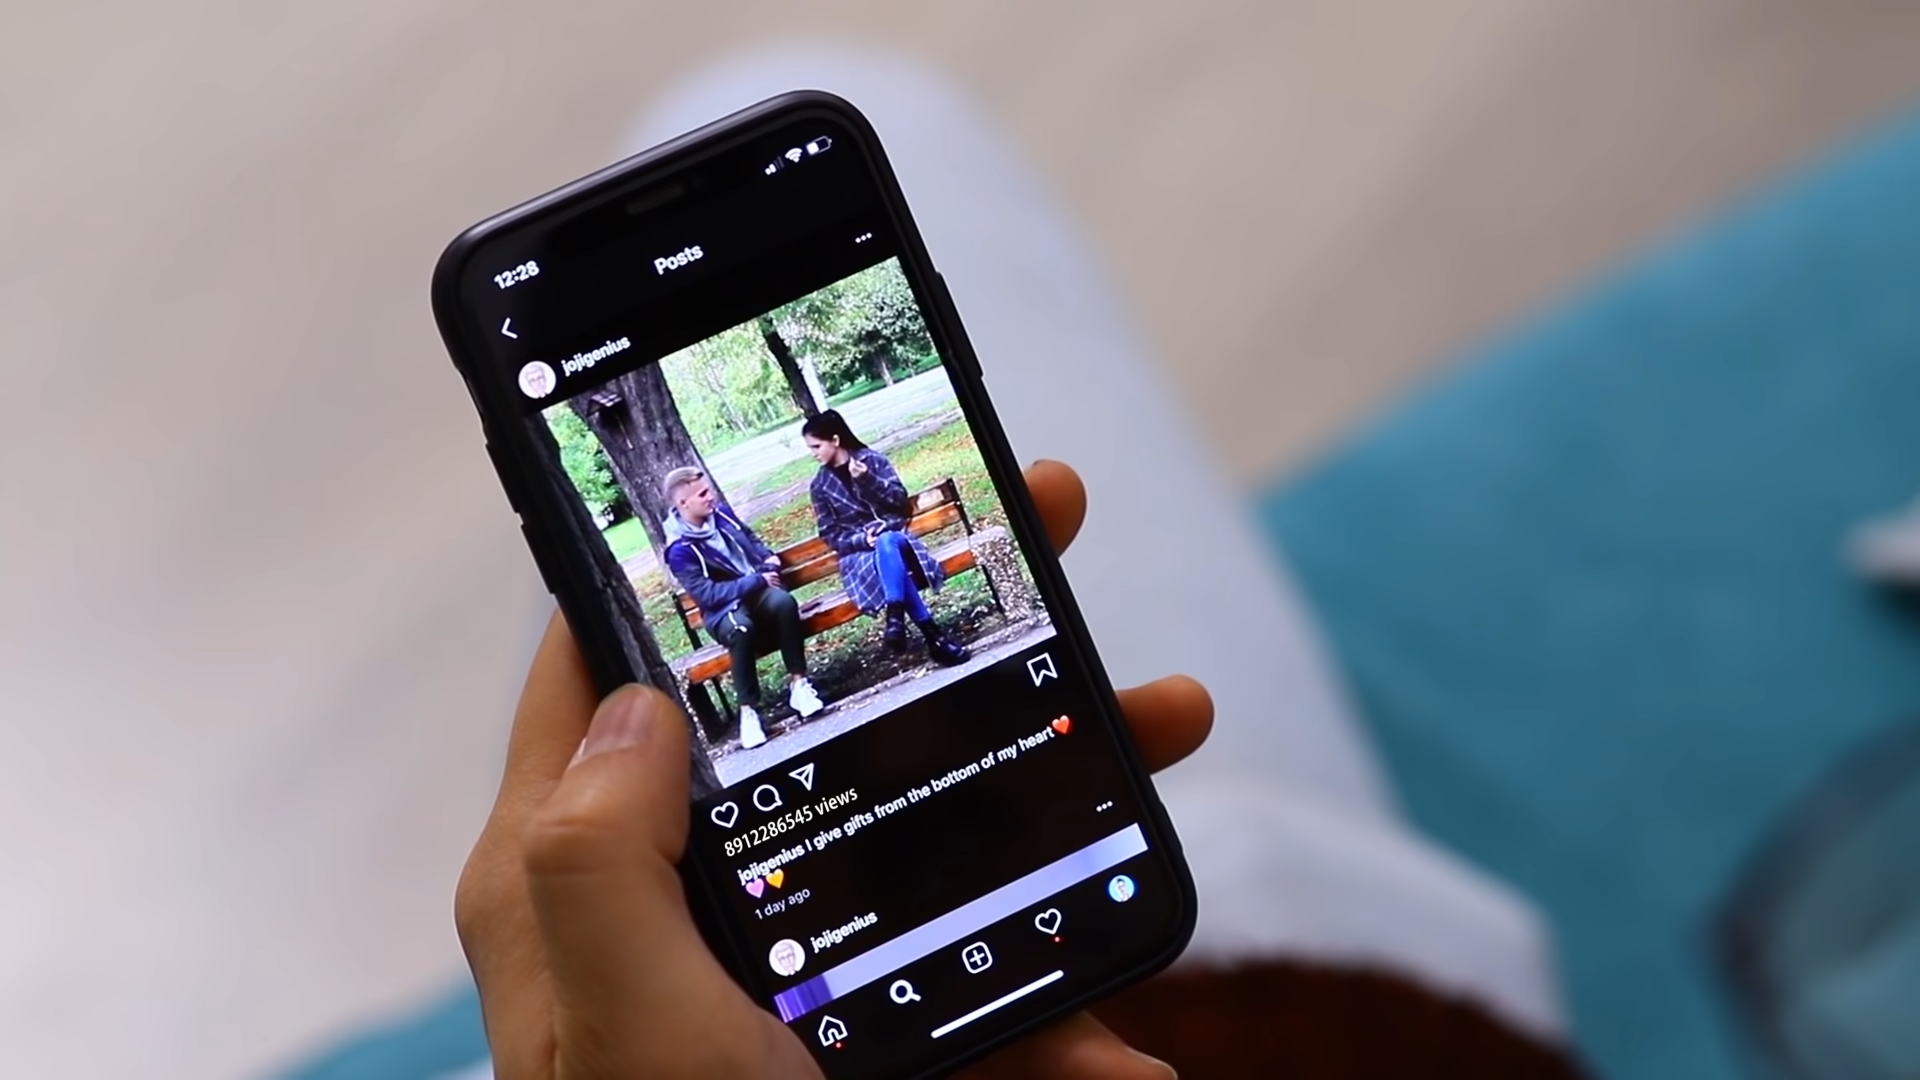 12:28
Posts
jojigenius
8912286545 views
jojigenius I give gifts from the bottom of my heart❤️
💜🧡
1 day ago
jojigenius